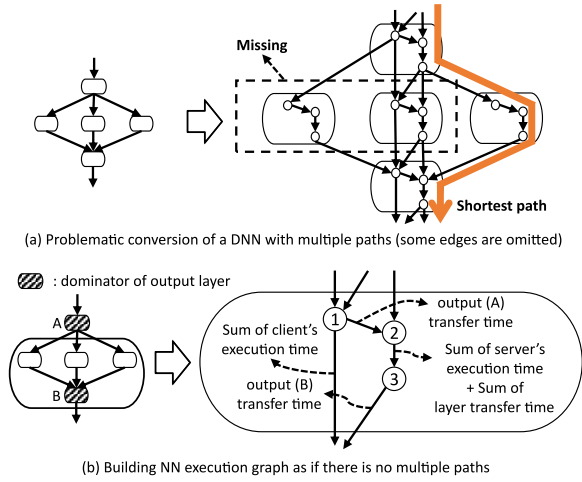 Missing
Shortest path
(a) Problematic conversion of a DNN with multiple paths (some edges are omitted)
: dominator of output layer
A
B
Sum of client's
execution time
output (B)
transfer time
1
2
3
output (A)
transfer time
Sum of server's
execution time
+ Sum of
layer transfer time
(b) Building NN execution graph as if there is no multiple paths